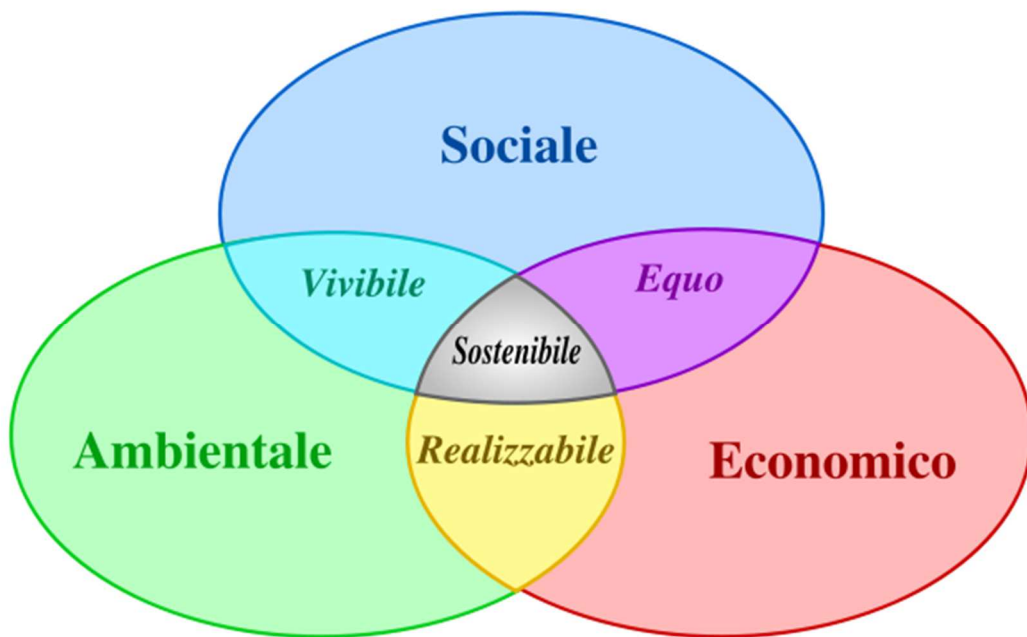 Sociale
Vivibile
Equo
Sostenibile
Ambientale
Realizzabile
Economico